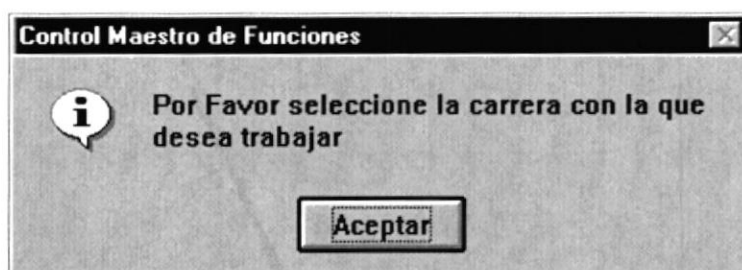 Control Maestro de Funciones
Por Favor seleccione la carrera con la que
desea trabajar
Aceptar